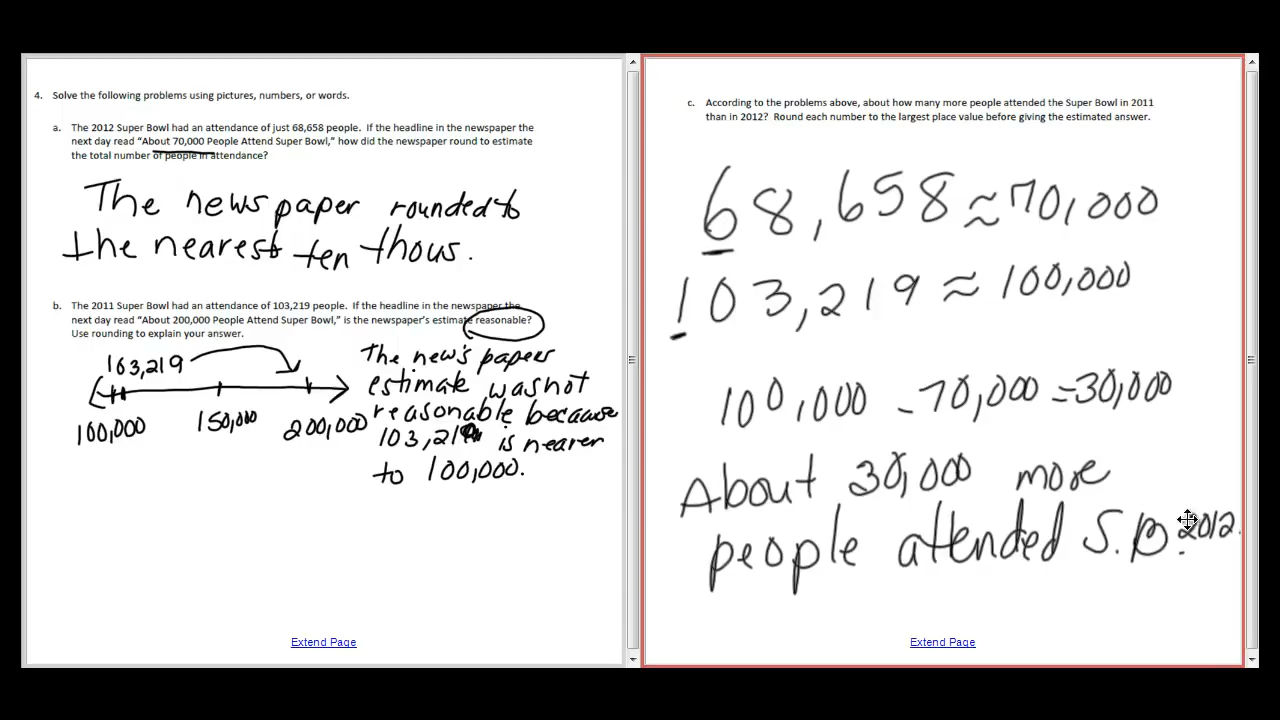 4. Solve the following problems using pictures, numbers, or words.
a. The 2012 Super Bowl had an attendance of just 68,658 people. If the headline in the newspaper the
next day read “About 70,000 People Attend Super Bowl,” how did the newspaper round to estimate
the total number of people in attendance?
The newspaper rounded to
the nearest ten thous.
b. The 2011 Super Bowl had an attendance of 103,219 people. If the headline in the newspaper the
next day read “About 200,000 People Attend Super Bowl,” is the newspaper’s estimate reasonable?
Use rounding to explain your answer.
103,219
100,000 150,000 200,000
The news papers
estimate was not
reasonable because
103,219 is nearer
to 100,000.
Extend Page
c. According to the problems above, about how many more people attended the Super Bowl in 2011
than in 2012? Round each number to the largest place value before giving the estimated answer.
68,658 ≈ 70,000
103,219 ≈ 100,000
100,000 - 70,000 = 30,000
About 30,000 more
people attended S.B. 2012.
Extend Page